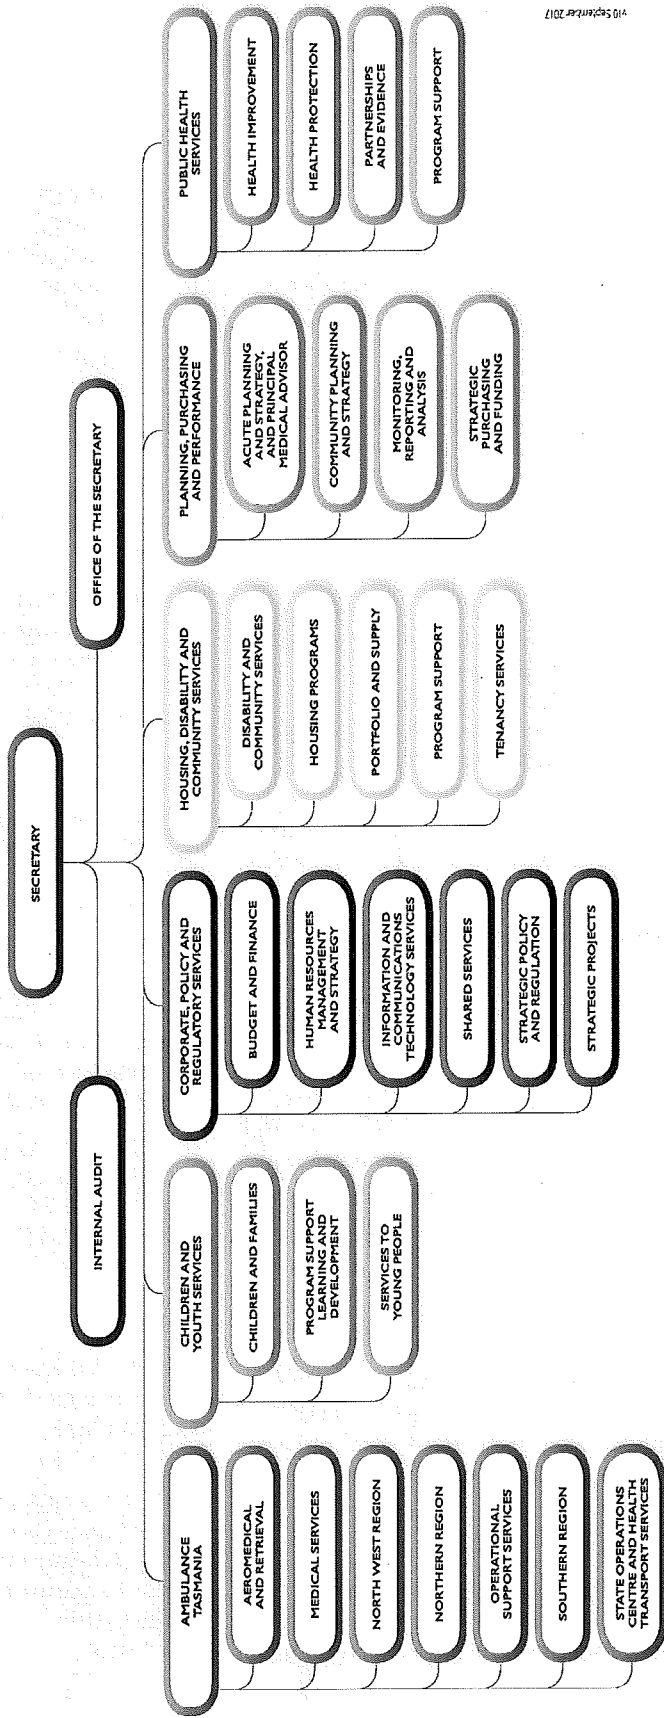 SECRETARY
INTERNAL AUDIT
OFFICE OF THE SECRETARY
AMBULANCE
TASMANIA
AEROMEDICAL
AND RETRIEVAL
MEDICAL SERVICES
NORTH WEST REGION
NORTHERN REGION
OPERATIONAL
SUPPORT SERVICES
SOUTHERN REGION
STATE OPERATIONS
CENTRE AND HEALTH
TRANSPORT SERVICES
CHILDREN AND
YOUTH SERVICES
CHILDREN AND FAMILIES
PROGRAM SUPPORT
LEARNING AND
DEVELOPMENT
SERVICES TO
YOUNG PEOPLE
CORPORATE, POLICY AND
REGULATORY SERVICES
BUDGET AND FINANCE
HUMAN RESOURCES
MANAGEMENT
AND STRATEGY
INFORMATION AND
COMMUNICATIONS
TECHNOLOGY SERVICES
SHARED SERVICES
STRATEGIC POLICY
AND REGULATION
STRATEGIC PROJECTS
HOUSING, DISABILITY AND
COMMUNITY SERVICES
DISABILITY AND
COMMUNITY SERVICES
HOUSING PROGRAMS
PORTFOLIO AND SUPPLY
PROGRAM SUPPORT
TENANCY SERVICES
PLANNING, PURCHASING
AND PERFORMANCE
ACUTE PLANNING
AND STRATEGY,
AND PRINCIPAL
MEDICAL ADVISOR
COMMUNITY PLANNING
AND STRATEGY
MONITORING,
REPORTING AND
ANALYSIS
STRATEGIC
PURCHASING
AND FUNDING
PUBLIC HEALTH
SERVICES
HEALTH IMPROVEMENT
HEALTH PROTECTION
PARTNERSHIPS
AND EVIDENCE
PROGRAM SUPPORT
v10 September 2017